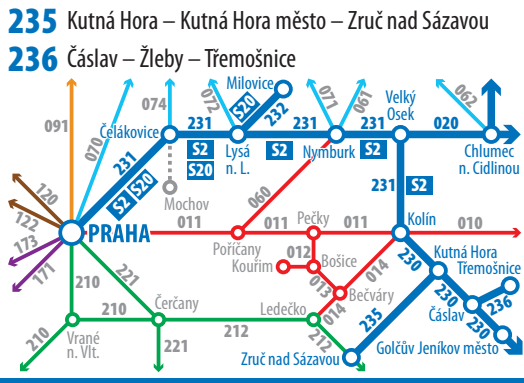 235 Kutná Hora – Kutná Hora město – Zruč nad Sázavou
236 Čáslav – Žleby – Třemošnice
091
070
074
072
Milovice
S20
232
071
061
Velký
Osek
062
Čelákovice
231
231
231
020
S2
S20
Lysá
n. L.
S2
Nymburk
S2
Chlumec
n. Cidlinou
231
S2 S20
Mochov
060
231
S2
120
122
173
171
PRAHA
011
011
Pečky
011
Kolín
010
Poříčany
Kouřim
012
Bošice
013
014
Bečváry
014
230
Kutná Hora
Třemošnice
236
230
Čáslav
230
210
221
210
Čerčany
Ledečko
212
212
235
210
Vrané
n. Vlt.
221
Zruč nad Sázavou
Golčův Jeníkov město